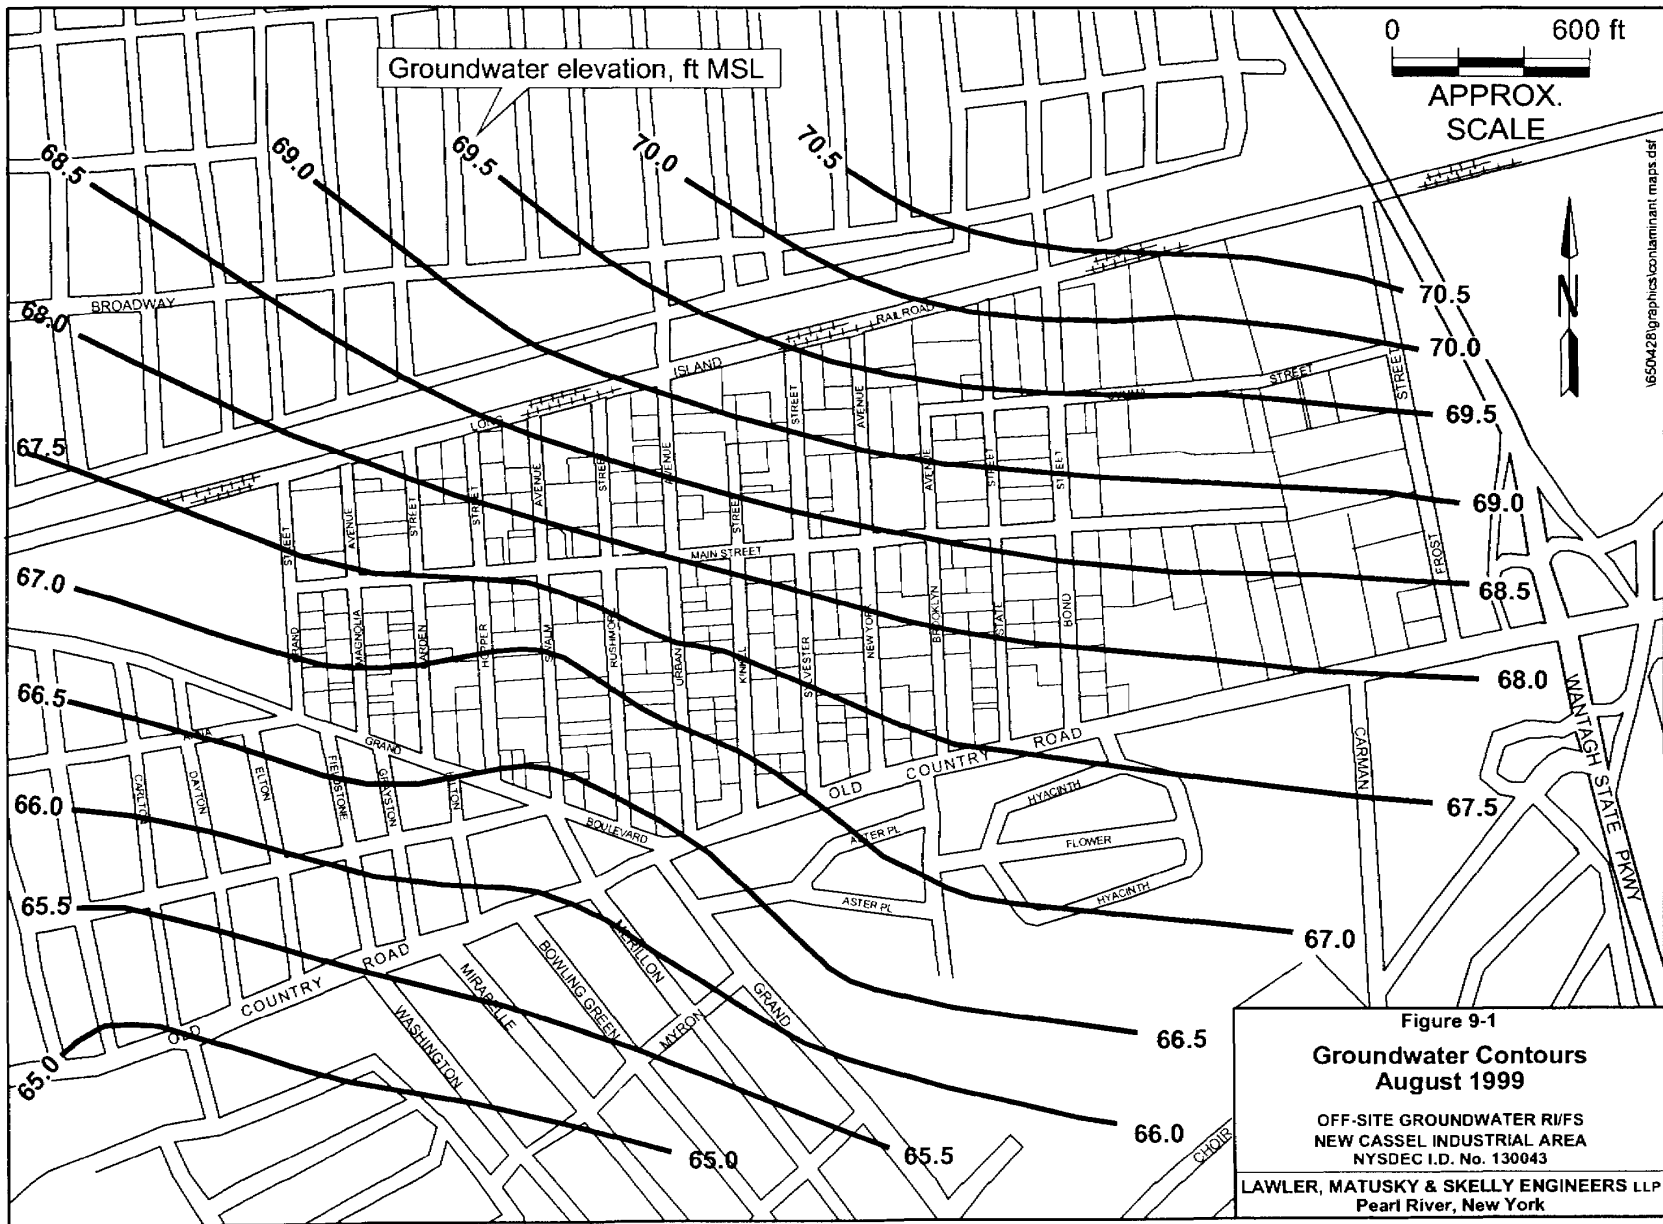 0 600 ft
APPROX.
SCALE
Groundwater elevation, ft MSL
\650\428\graphics\contaminant maps.dsf
N
68.5
69.0
69.5
70.0
70.5
BROADWAY
68.0
RAILROAD
ISLAND
LONG
70.5
70.0
STREET
STREET
69.5
67.5
STREET
AVENUE
STREET
STREET
AVENUE
STREET
AVENUE
STREET
STREET
AVENUE
AVENUE
STREET
STREET
69.0
MAIN STREET
FROST
67.0
68.5
GRAND
MAGNOLIA
GARDEN
HOPPER
SWALM
RUSHMORE
URBAN
KINKEL
SYLVESTER
NEW YORK
BROOKLYN
STATE
BOND
68.0
66.5
WANTAGH STATE PKWY
CARMAN
GRAND
BOULEVARD
OLD COUNTRY ROAD
CARLTON
DAYTON
ELTON
FIELDSTONE
GRAYSTON
HILTON
66.0
HYACINTH
67.5
ASTER PL
FLOWER
HYACINTH
ASTER PL
65.5
67.0
OLD COUNTRY ROAD
WASHINGTON
MIRABELLE
BOWLING GREEN
MERILLON
MYRON
GRAND
65.0
66.5
66.0
65.5
65.0
CHOIR
Figure 9-1
Groundwater Contours
August 1999
OFF-SITE GROUNDWATER RI/FS
NEW CASSEL INDUSTRIAL AREA
NYSDEC I.D. No. 130043
LAWLER, MATUSKY & SKELLY ENGINEERS LLP
Pearl River, New York